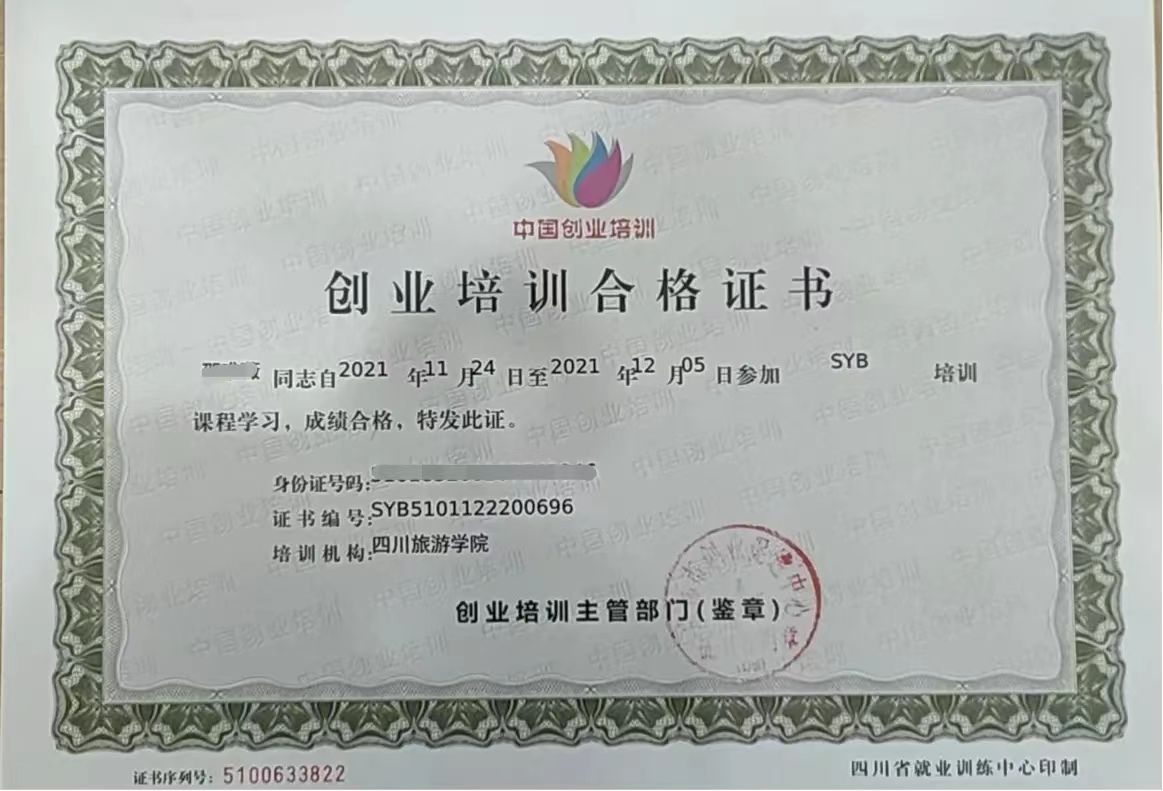 中国创业培训
创业培训合格证书
同志自2021年11月24日至2021年12月05日参加 SYB 培训
课程学习，成绩合格，特发此证。
身份证号码:
证书编号:SYB5101122200696
培训机构:四川旅游学院
创业培训主管部门(鉴章)
证书序列号: 5100633822
四川省就业训练中心印制